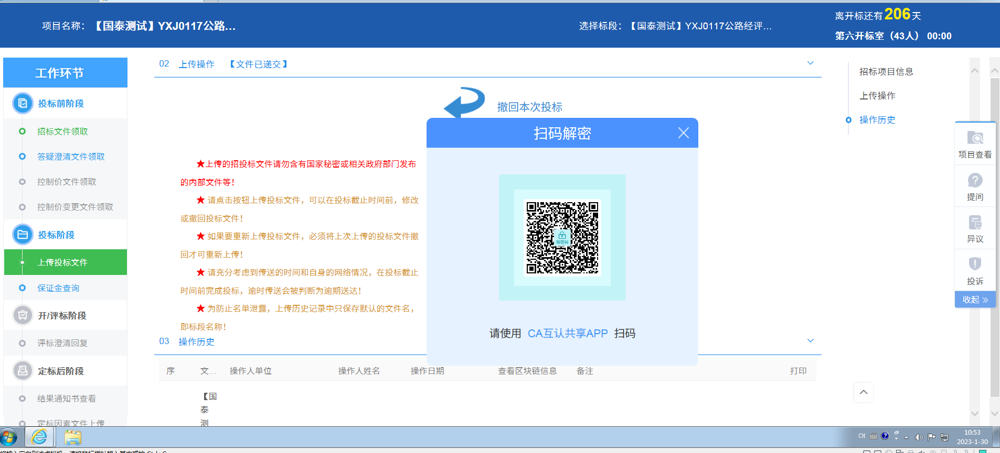 项目名称：【国泰测试】YXJ0117公路...
选择标段：【国泰测试】YXJ0117公路经评...
离开标还有206天
第六开标室（43人） 00:00
工作环节
投标前阶段
招标文件领取
答疑澄清文件领取
控制价文件领取
控制价变更文件领取
投标阶段
上传投标文件
保证金查询
开/评标阶段
评标澄清回复
定标后阶段
结果通知书查看
定标因素文件上传
02 上传操作 【文件已递交】
撤回本次投标
★上传的招投标文件请勿含有国家秘密或相关政府部门发布
的内部文件等！
★ 请点击按钮上传投标文件，可以在投标截止时间前，修改
或撤回投标文件！
★ 如果要重新上传投标文件，必须将上次上传的投标文件撤
回才可重新上传！
★ 请充分考虑到传送的时间和自身的网络情况，在投标截止
时间前完成投标，逾时传送会被判断为逾期送达！
★ 为防止名单泄露，上传历史记录中只保存默认的文件名，
即标段名称！
扫码解密
解密码
请使用 CA互认共享APP 扫码
03 操作历史
序 文... 操作人单位 操作人姓名 操作日期 查看区块链信息 备注 打印
【国
泰
测
招标项目信息
上传操作
操作历史
项目查看
提问
异议
投诉
收起 »
CH
10:53
2023-1-30